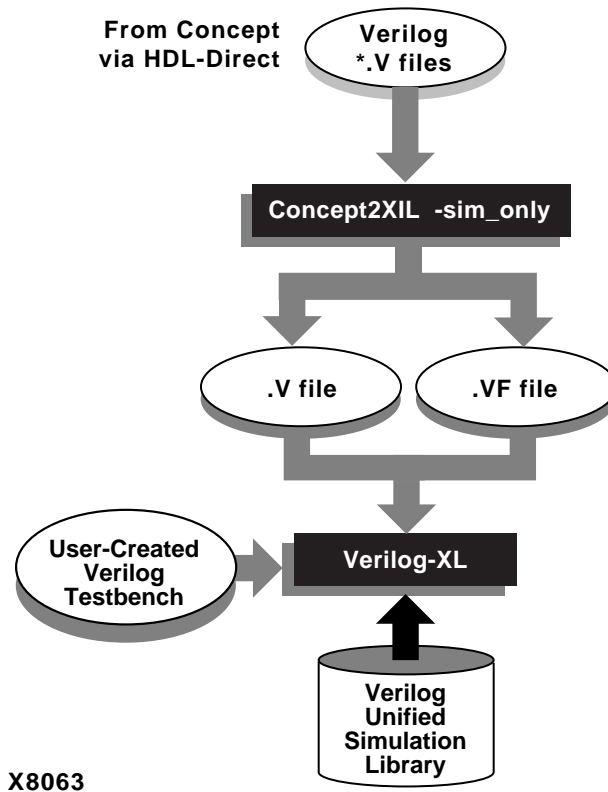 From Concept
via HDL-Direct
Verilog
*.V files
Concept2XIL -sim_only
.V file
.VF file
User-Created
Verilog
Testbench
Verilog-XL
Verilog
Unified
Simulation
Library
X8063